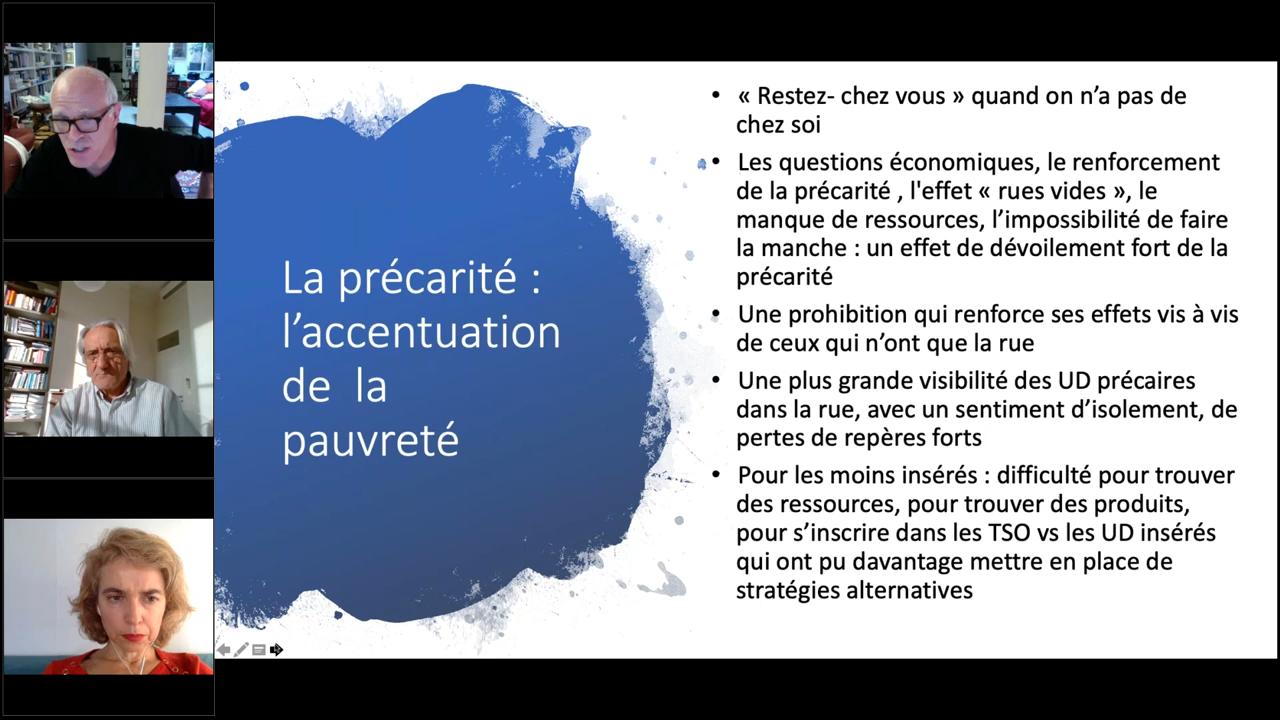 La précarité :
l’accentuation
de  la
pauvreté
• « Restez- chez vous » quand on n’a pas de
chez soi
• Les questions économiques, le renforcement
de la précarité , l'effet « rues vides », le
manque de ressources, l’impossibilité de faire
la manche : un effet de dévoilement fort de la
précarité
• Une prohibition qui renforce ses effets vis à vis
de ceux qui n’ont que la rue
• Une plus grande visibilité des UD précaires
dans la rue, avec un sentiment d’isolement, de
pertes de repères forts
• Pour les moins insérés : difficulté pour trouver
des ressources, pour trouver des produits,
pour s’inscrire dans les TSO vs les UD insérés
qui ont pu davantage mettre en place de
stratégies alternatives